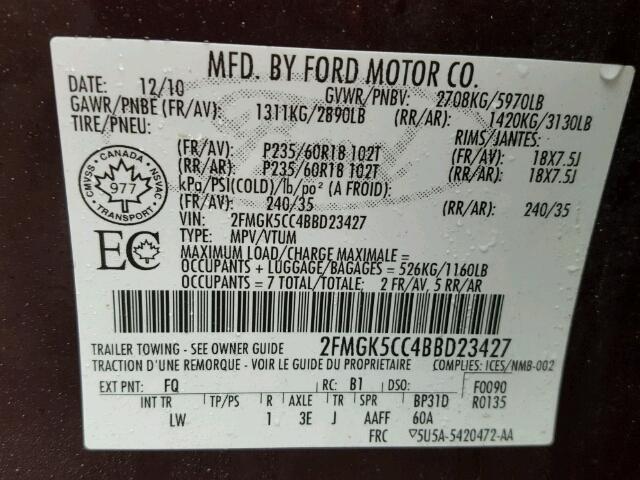 MFD. BY FORD MOTOR CO.
DATE: 12/10 GVWR/PNBV: 2708KG/5970LB
GAWR/PNBE (FR/AV): 1311KG/2890LB (RR/AR): 1420KG/3130LB
TIRE/PNEU: RIMS/JANTES:
(FR/AV): P235/60R18 102T (FR/AV): 18X7.5J
(RR/AR): P235/60R18 102T (RR/AR): 18X7.5J
kPa/PSI(COLD)/lb/po² (A FROID):
(FR/AV): 240/35 (RR/AR): 240/35
VIN: 2FMGK5CC4BBD23427
TYPE: MPV/VTUM
MAXIMUM LOAD/CHARGE MAXIMALE =
OCCUPANTS + LUGGAGE/BAGAGES = 526KG/1160LB
OCCUPANTS = 7 TOTAL/TOTALE: 2 FR/AV, 5 RR/AR
CANADA
CMVSS NSVAC
977
TRANSPORT
EC
2FMGK5CC4BBD23427
TRAILER TOWING - SEE OWNER GUIDE
TRACTION D'UNE REMORQUE - VOIR LE GUIDE DU PROPRIETAIRE COMPLIES: ICES/NMB-002
EXT PNT: FQ RC: B1 DSO: F0090
INT TR TP/PS R AXLE TR SPR BP31D R0135
LW 1 3E J AAFF 60A
FRC ▽5U5A-5420472-AA